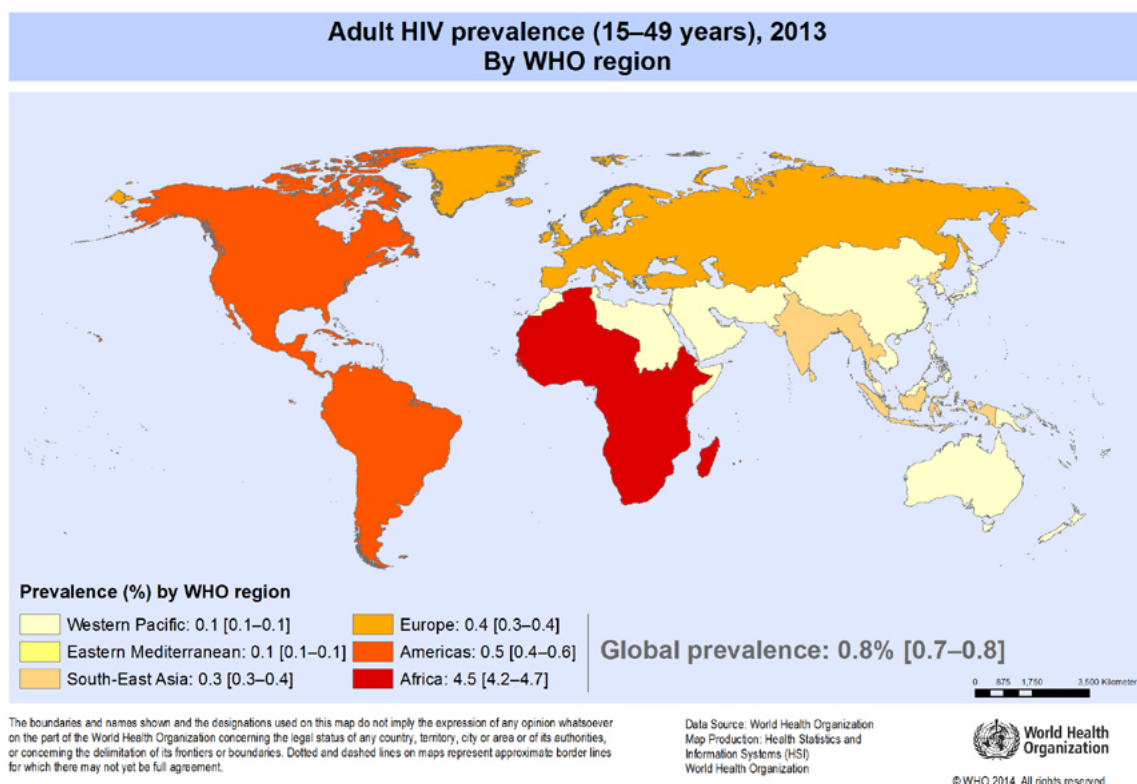 Adult HIV prevalence (15–49 years), 2013
By WHO region
Prevalence (%) by WHO region
Western Pacific: 0.1 [0.1–0.1]
Eastern Mediterranean: 0.1 [0.1–0.1]
South-East Asia: 0.3 [0.3–0.4]
Europe: 0.4 [0.3–0.4]
Americas: 0.5 [0.4–0.6]
Africa: 4.5 [4.2–4.7]
Global prevalence: 0.8% [0.7–0.8]
0 875 1,750 3,500 Kilometer
The boundaries and names shown and the designations used on this map do not imply the expression of any opinion whatsoever
on the part of the World Health Organization concerning the legal status of any country, territory, city or area or of its authorities,
or concerning the delimitation of its frontiers or boundaries. Dotted and dashed lines on maps represent approximate border lines
for which there may not yet be full agreement.
Data Source: World Health Organization
Map Production: Health Statistics and
Information Systems (HSI)
World Health Organization
World Health
Organization
© WHO 2014. All rights reserved